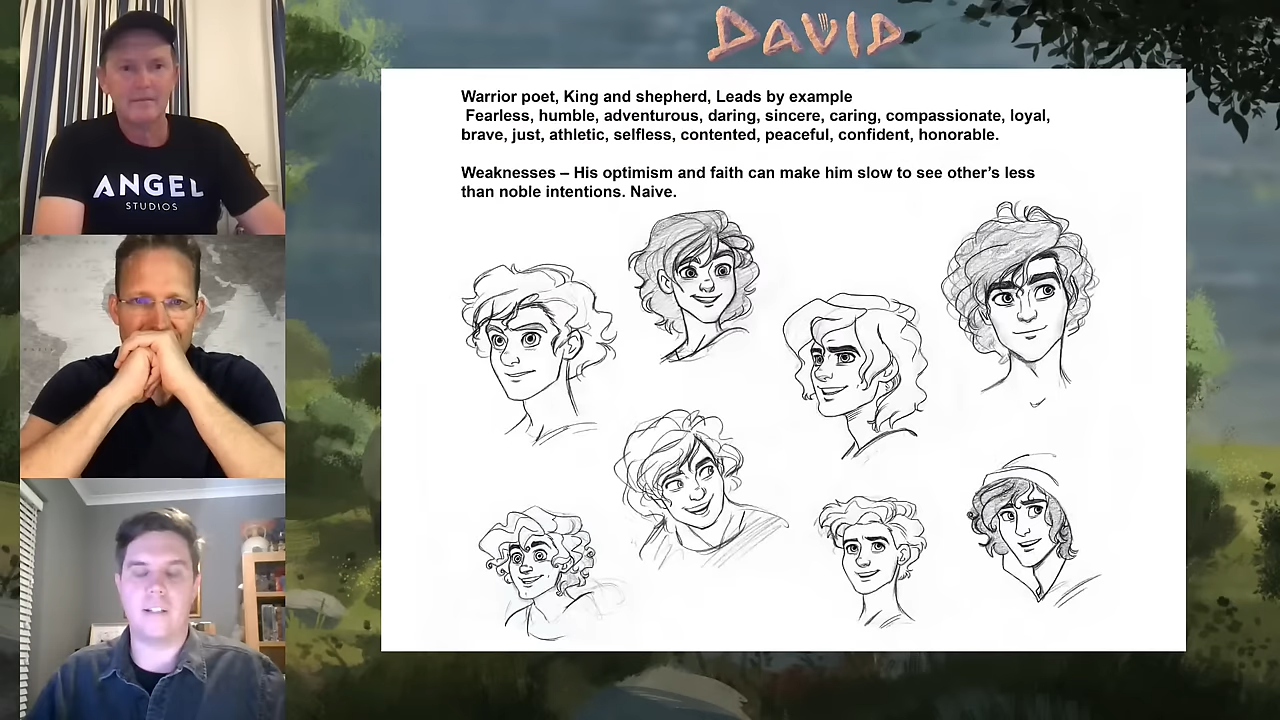 DAVID
Warrior poet, King and shepherd, Leads by example
Fearless, humble, adventurous, daring, sincere, caring, compassionate, loyal,
brave, just, athletic, selfless, contented, peaceful, confident, honorable.
Weaknesses – His optimism and faith can make him slow to see other’s less
than noble intentions. Naive.
ANGEL
STUDIOS